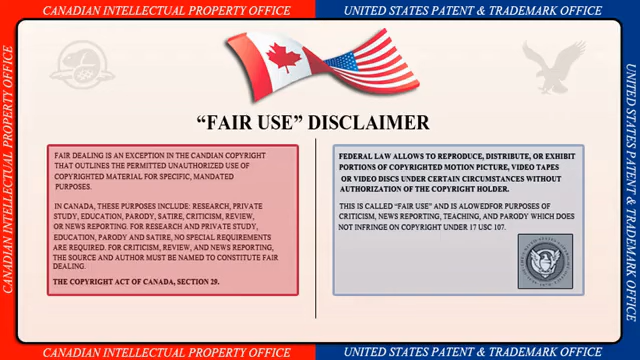 CANADIAN INTELLECTUAL PROPERTY OFFICE
UNITED STATES PATENT & TRADEMARK OFFICE
CANADIAN INTELLECTUAL PROPERTY OFFICE
UNITED STATES PATENT & TRADEMARK OFFICE
“FAIR USE” DISCLAIMER
FAIR DEALING IS AN EXCEPTION IN THE CANDIAN COPYRIGHT
THAT OUTLINES THE PERMITTED UNAUTHORIZED USE OF
COPYRIGHTED MATERIAL FOR SPECIFIC, MANDATED
PURPOSES.
IN CANADA, THESE PURPOSES INCLUDE: RESEARCH, PRIVATE
STUDY, EDUCATION, PARODY, SATIRE, CRITICISM, REVIEW,
OR NEWS REPORTING. FOR RESEARCH AND PRIVATE STUDY,
EDUCATION, PARODY AND SATIRE, NO SPECIAL REQUIREMENTS
ARE REQUIRED. FOR CRITICISM, REVIEW, AND NEWS REPORTING,
THE SOURCE AND AUTHOR MUST BE NAMED TO CONSTITUTE FAIR
DEALING.
THE COPYRIGHT ACT OF CANADA, SECTION 29.
FEDERAL LAW ALLOWS TO REPRODUCE, DISTRIBUTE, OR EXHIBIT
PORTIONS OF COPYRIGHTED MOTION PICTURE, VIDEO TAPES
OR VIDEO DISCS UNDER CERTAIN CIRCUMSTANCES WITHOUT
AUTHORIZATION OF THE COPYRIGHT HOLDER.
THIS IS CALLED “FAIR USE” AND IS ALOWEDFOR PURPOSES OF
CRITICISM, NEWS REPORTING, TEACHING, AND PARODY WHICH DOES
NOT INFRINGE ON COPYRIGHT UNDER 17 USC 107.
CANADIAN INTELLECTUAL PROPERTY OFFICE
UNITED STATES PATENT & TRADEMARK OFFICE